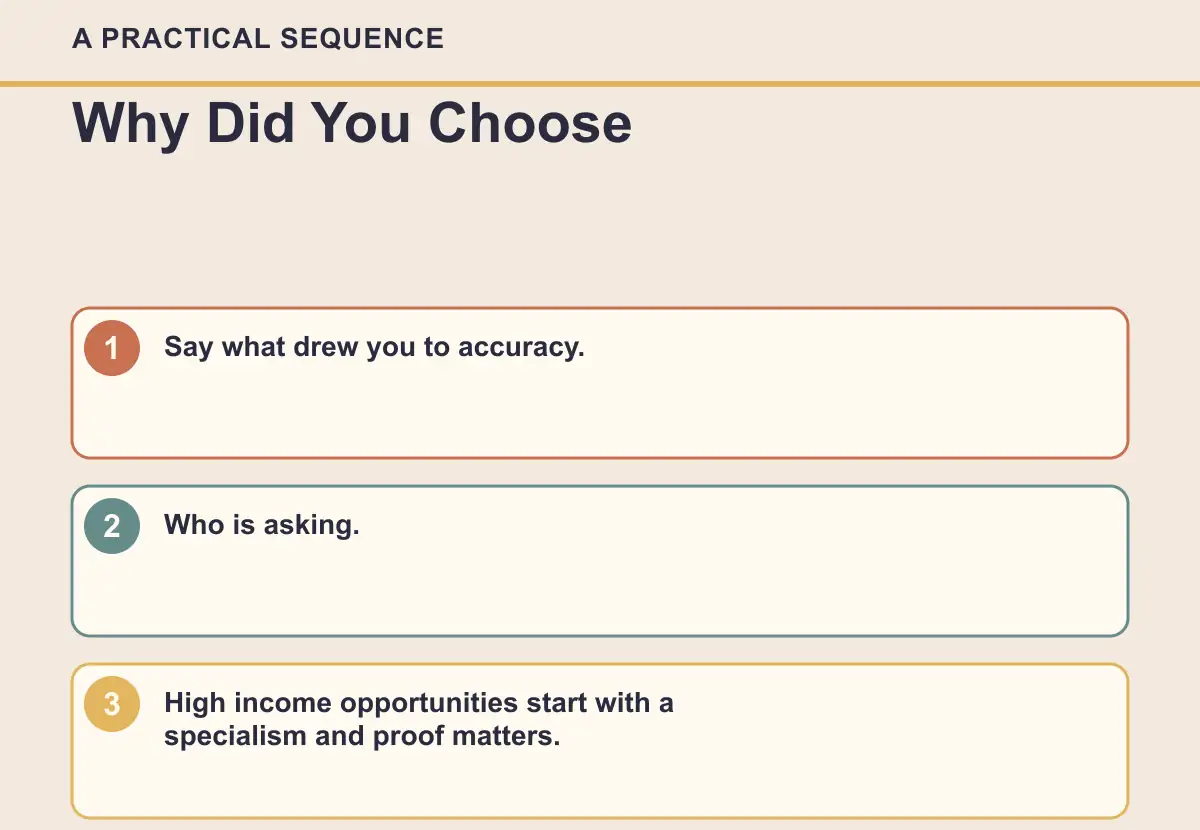 A PRACTICAL SEQUENCE
Why Did You Choose
1
Say what drew you to accuracy.
2
Who is asking.
3
High income opportunities start with a
specialism and proof matters.